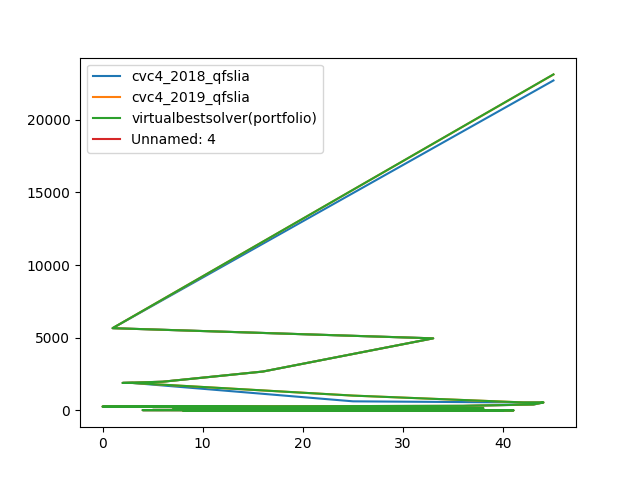 cvc4_2018_qfslia
cvc4_2019_qfslia
virtualbestsolver(portfolio)
Unnamed: 4
20000
15000
10000
5000
0
0 10 20 30 40